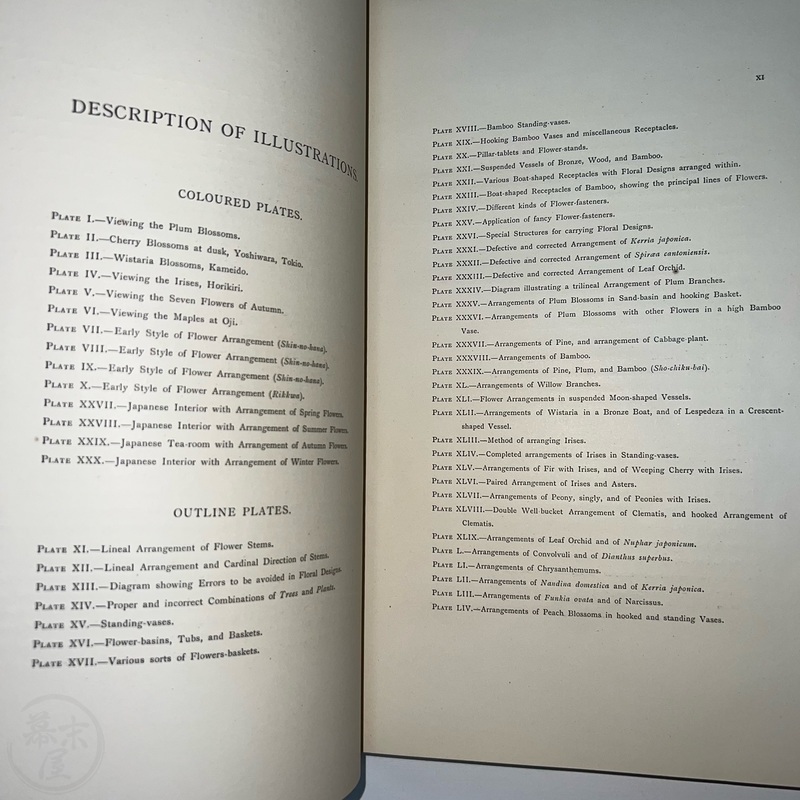 DESCRIPTION OF ILLUSTRATIONS.
COLOURED PLATES.
PLATE I.—Viewing the Plum Blossoms.
PLATE II.—Cherry Blossoms at dusk, Yoshiwara, Tokio.
PLATE III.—Wistaria Blossoms, Kameido.
PLATE IV.—Viewing the Irises, Horikiri.
PLATE V.—Viewing the Seven Flowers of Autumn.
PLATE VI.—Viewing the Maples at Oji.
PLATE VII.—Early Style of Flower Arrangement (Shin-no-hana).
PLATE VIII.—Early Style of Flower Arrangement (Shin-no-hana).
PLATE IX.—Early Style of Flower Arrangement (Shin-no-hana).
PLATE X.—Early Style of Flower Arrangement (Rikkwa).
PLATE XXVII.—Japanese Interior with Arrangement of Spring Flowers.
PLATE XXVIII.—Japanese Interior with Arrangement of Summer Flowers.
PLATE XXIX.—Japanese Tea-room with Arrangement of Autumn Flowers.
PLATE XXX.—Japanese Interior with Arrangement of Winter Flowers.
OUTLINE PLATES.
PLATE XI.—Lineal Arrangement of Flower Stems.
PLATE XII.—Lineal Arrangement and Cardinal Direction of Stems.
PLATE XIII.—Diagram showing Errors to be avoided in Floral Designs.
PLATE XIV.—Proper and incorrect Combinations of Trees and Plants.
PLATE XV.—Standing-vases.
PLATE XVI.—Flower-basins, Tubs, and Baskets.
PLATE XVII.—Various sorts of Flowers-baskets.
幕末
屋
XI
PLATE XVIII.—Bamboo Standing-vases.
PLATE XIX.—Hooking Bamboo Vases and miscellaneous Receptacles.
PLATE XX.—Pillar-tablets and Flower-stands.
PLATE XXI.—Suspended Vessels of Bronze, Wood, and Bamboo.
PLATE XXII.—Various Boat-shaped Receptacles with Floral Designs arranged within.
PLATE XXIII.—Boat-shaped Receptacles of Bamboo, showing the principal lines of Flowers.
PLATE XXIV.—Different kinds of Flower-fasteners.
PLATE XXV.—Application of fancy Flower-fasteners.
PLATE XXVI.—Special Structures for carrying Floral Designs.
PLATE XXXI.—Defective and corrected Arrangement of Kerria japonica.
PLATE XXXII.—Defective and corrected Arrangement of Spiræa cantoniensis.
PLATE XXXIII.—Defective and corrected Arrangement of Leaf Orchid.
PLATE XXXIV.—Diagram illustrating a trilineal Arrangement of Plum Branches.
PLATE XXXV.—Arrangements of Plum Blossoms in Sand-basin and hooking Basket.
PLATE XXXVI.—Arrangements of Plum Blossoms with other Flowers in a high Bamboo
Vase.
PLATE XXXVII.—Arrangements of Pine, and arrangement of Cabbage-plant.
PLATE XXXVIII.—Arrangements of Bamboo.
PLATE XXXIX.—Arrangements of Pine, Plum, and Bamboo (Sho-chiku-bai).
PLATE XL.—Arrangements of Willow Branches.
PLATE XLI.—Flower Arrangements in suspended Moon-shaped Vessels.
PLATE XLII.—Arrangements of Wistaria in a Bronze Boat, and of Lespedeza in a Crescent-
shaped Vessel.
PLATE XLIII.—Method of arranging Irises.
PLATE XLIV.—Completed arrangements of Irises in Standing-vases.
PLATE XLV.—Arrangements of Fir with Irises, and of Weeping Cherry with Irises.
PLATE XLVI.—Paired Arrangement of Irises and Asters.
PLATE XLVII.—Arrangements of Peony, singly, and of Peonies with Irises.
PLATE XLVIII.—Double Well-bucket Arrangement of Clematis, and hooked Arrangement of
Clematis.
PLATE XLIX.—Arrangements of Leaf Orchid and of Nuphar japonicum.
PLATE L.—Arrangements of Convolvuli and of Dianthus superbus.
PLATE LI.—Arrangements of Chrysanthemums.
PLATE LII.—Arrangements of Nandina domestica and of Kerria japonica.
PLATE LIII.—Arrangements of Funkia ovata and of Narcissus.
PLATE LIV.—Arrangements of Peach Blossoms in hooked and standing Vases.